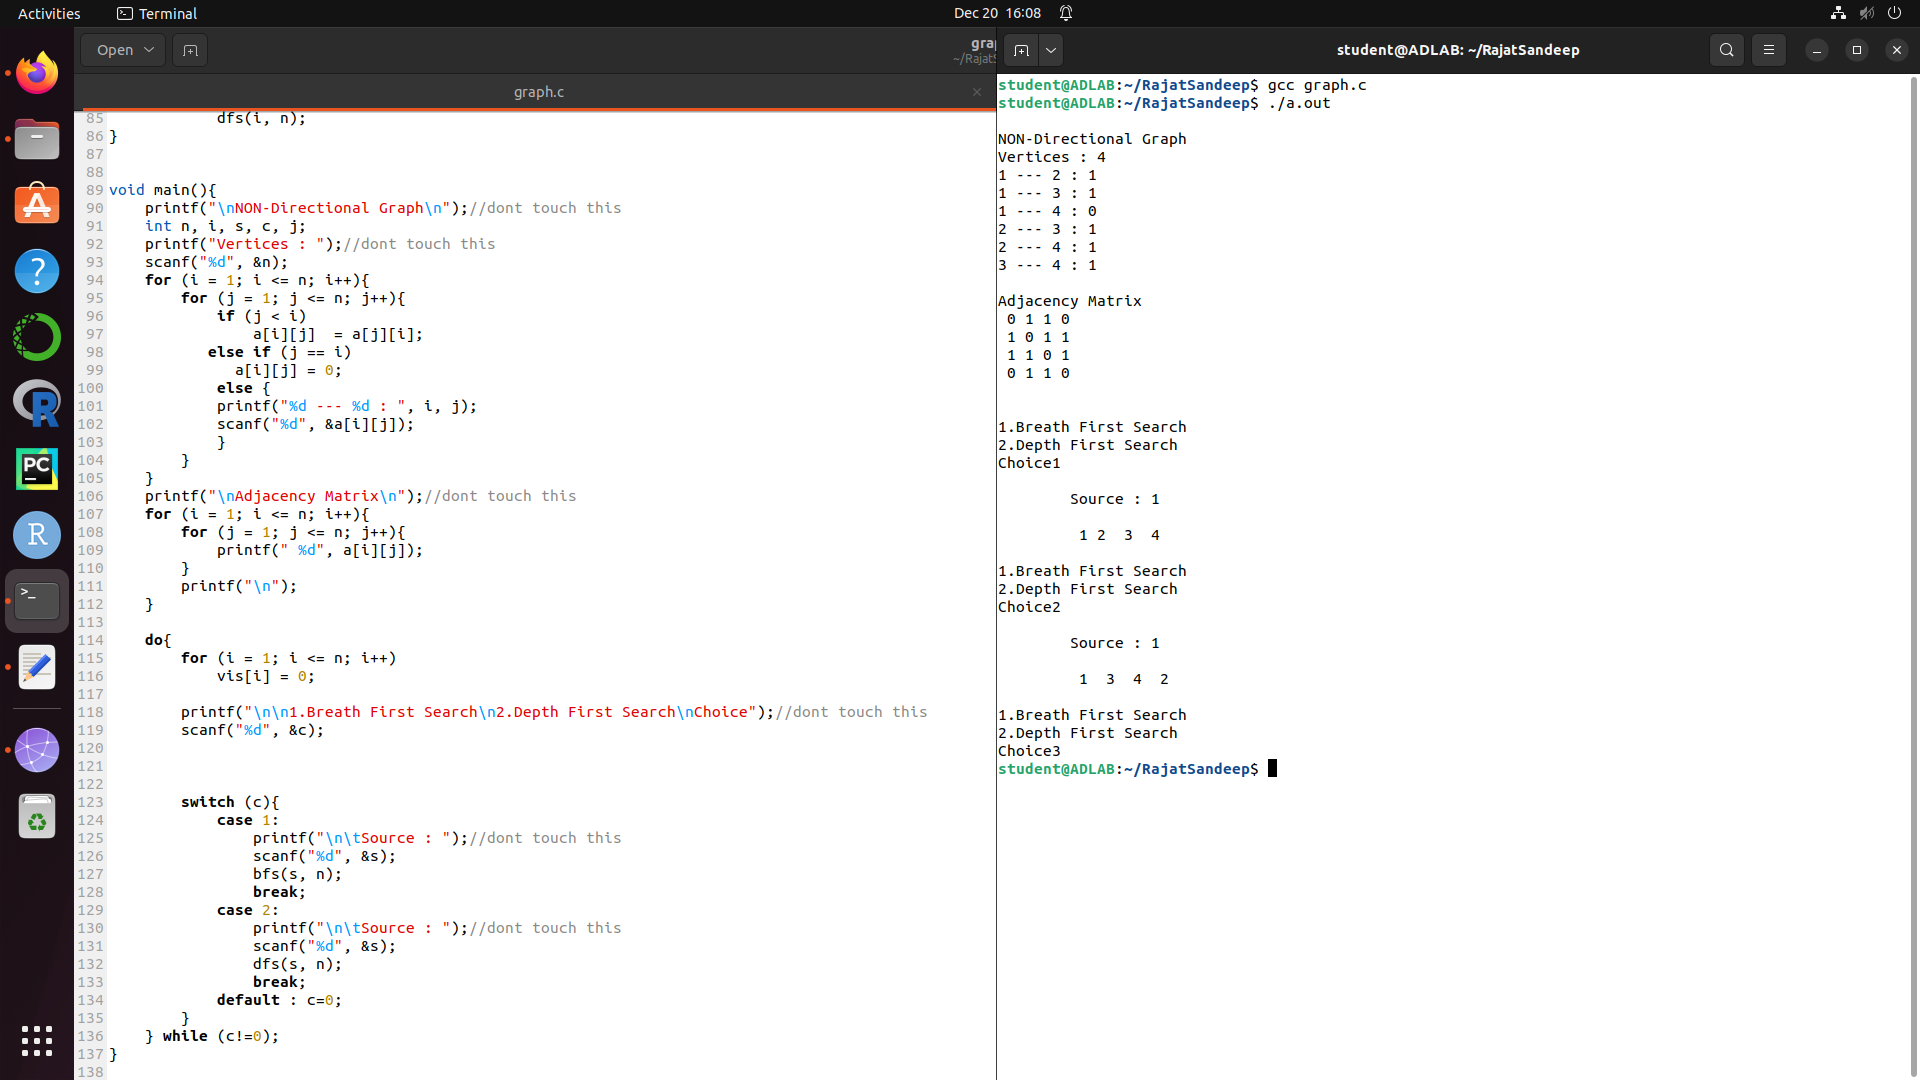 Activities
Terminal
Dec 20 16:08
Open
~/Rajat
graph.c
85 dfs(i, n);
86 }
87
88
89 void main(){
90 printf("\nNON-Directional Graph\n");//dont touch this
91 int n, i, s, c, j;
92 printf("Vertices : ");//dont touch this
93 scanf("%d", &n);
94 for (i = 1; i <= n; i++){
95 for (j = 1; j <= n; j++){
96 if (j < i)
97 a[i][j]  = a[j][i];
98 else if (j == i)
99 a[i][j] = 0;
100 else {
101 printf("%d --- %d : ", i, j);
102 scanf("%d", &a[i][j]);
103 }
104 }
105 }
106 printf("\nAdjacency Matrix\n");//dont touch this
107 for (i = 1; i <= n; i++){
108 for (j = 1; j <= n; j++){
109 printf(" %d", a[i][j]);
110 }
111 printf("\n");
112 }
113
114 do{
115 for (i = 1; i <= n; i++)
116 vis[i] = 0;
117
118 printf("\n\n1.Breath First Search\n2.Depth First Search\nChoice");//dont touch this
119 scanf("%d", &c);
120
121
122
123 switch (c){
124 case 1:
125 printf("\n\tSource : ");//dont touch this
126 scanf("%d", &s);
127 bfs(s, n);
128 break;
129 case 2:
130 printf("\n\tSource : ");//dont touch this
131 scanf("%d", &s);
132 dfs(s, n);
133 break;
134 default : c=0;
135 }
136 } while (c!=0);
137 }
138
student@ADLAB: ~/RajatSandeep
student@ADLAB:~/RajatSandeep$ gcc graph.c
student@ADLAB:~/RajatSandeep$ ./a.out
NON-Directional Graph
Vertices : 4
1 --- 2 : 1
1 --- 3 : 1
1 --- 4 : 0
2 --- 3 : 1
2 --- 4 : 1
3 --- 4 : 1
Adjacency Matrix
0 1 1 0
1 0 1 1
1 1 0 1
0 1 1 0
1.Breath First Search
2.Depth First Search
Choice1
Source : 1
1 2  3  4
1.Breath First Search
2.Depth First Search
Choice2
Source : 1
1  3  4  2
1.Breath First Search
2.Depth First Search
Choice3
student@ADLAB:~/RajatSandeep$